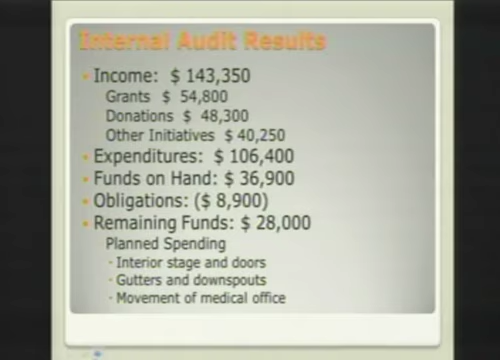 Internal Audit Results
Income: $ 143,350
Grants $ 54,800
Donations $ 48,300
Other Initiatives $ 40,250
Expenditures: $ 106,400
Funds on Hand: $ 36,900
Obligations: ($ 8,900)
Remaining Funds: $ 28,000
Planned Spending
Interior stage and doors
Gutters and downspouts
Movement of medical office